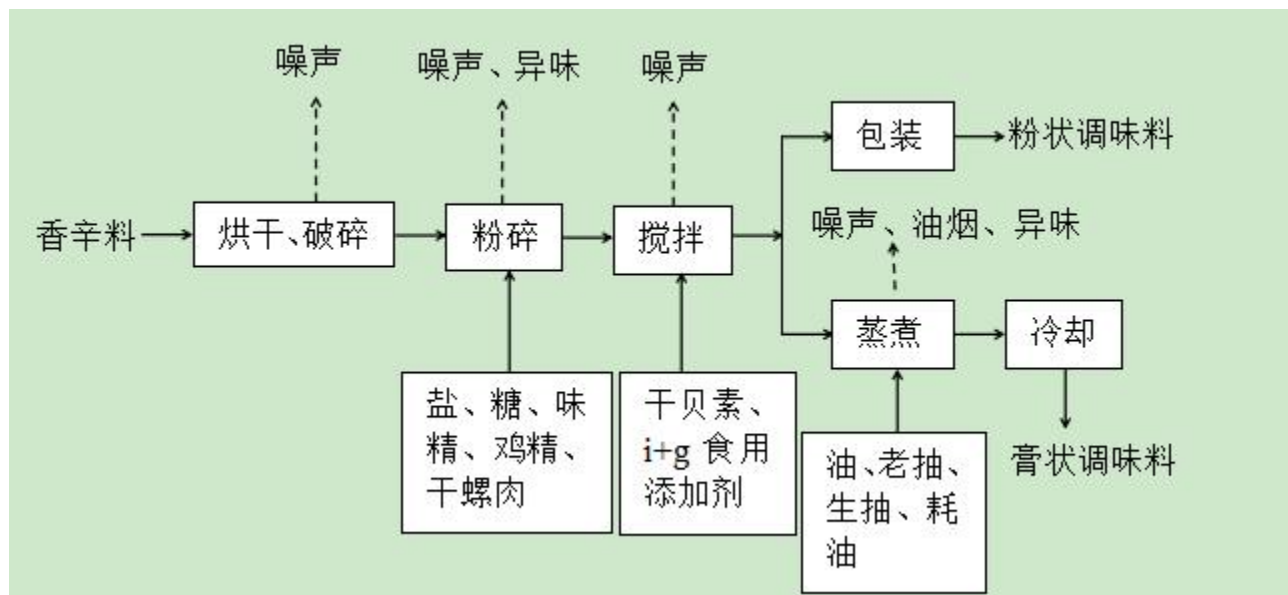 噪声
噪声、异味
噪声
包装
粉状调味料
香辛料
烘干、破碎
粉碎
搅拌
噪声、油烟、异味
蒸煮
冷却
盐、糖、味
精、鸡精、
干螺肉
干贝素、
i+g 食用
添加剂
油、老抽、
生抽、耗
油
膏状调味料